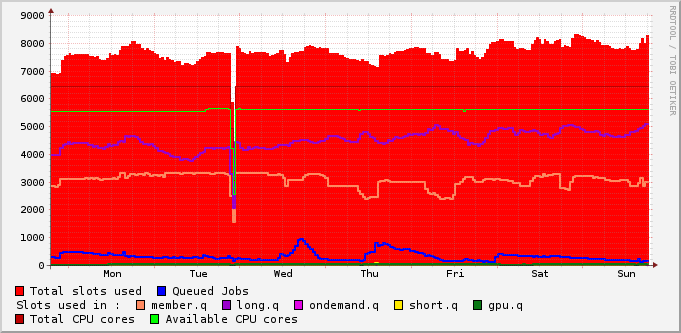 9000
8000
7000
6000
5000
4000
3000
2000
1000
0
Mon Tue Wed Thu Fri Sat Sun
RRDTOOL / TOBI OETIKER
Total slots used Queued Jobs
Slots used in : member.q long.q ondemand.q short.q gpu.q
Total CPU cores Available CPU cores